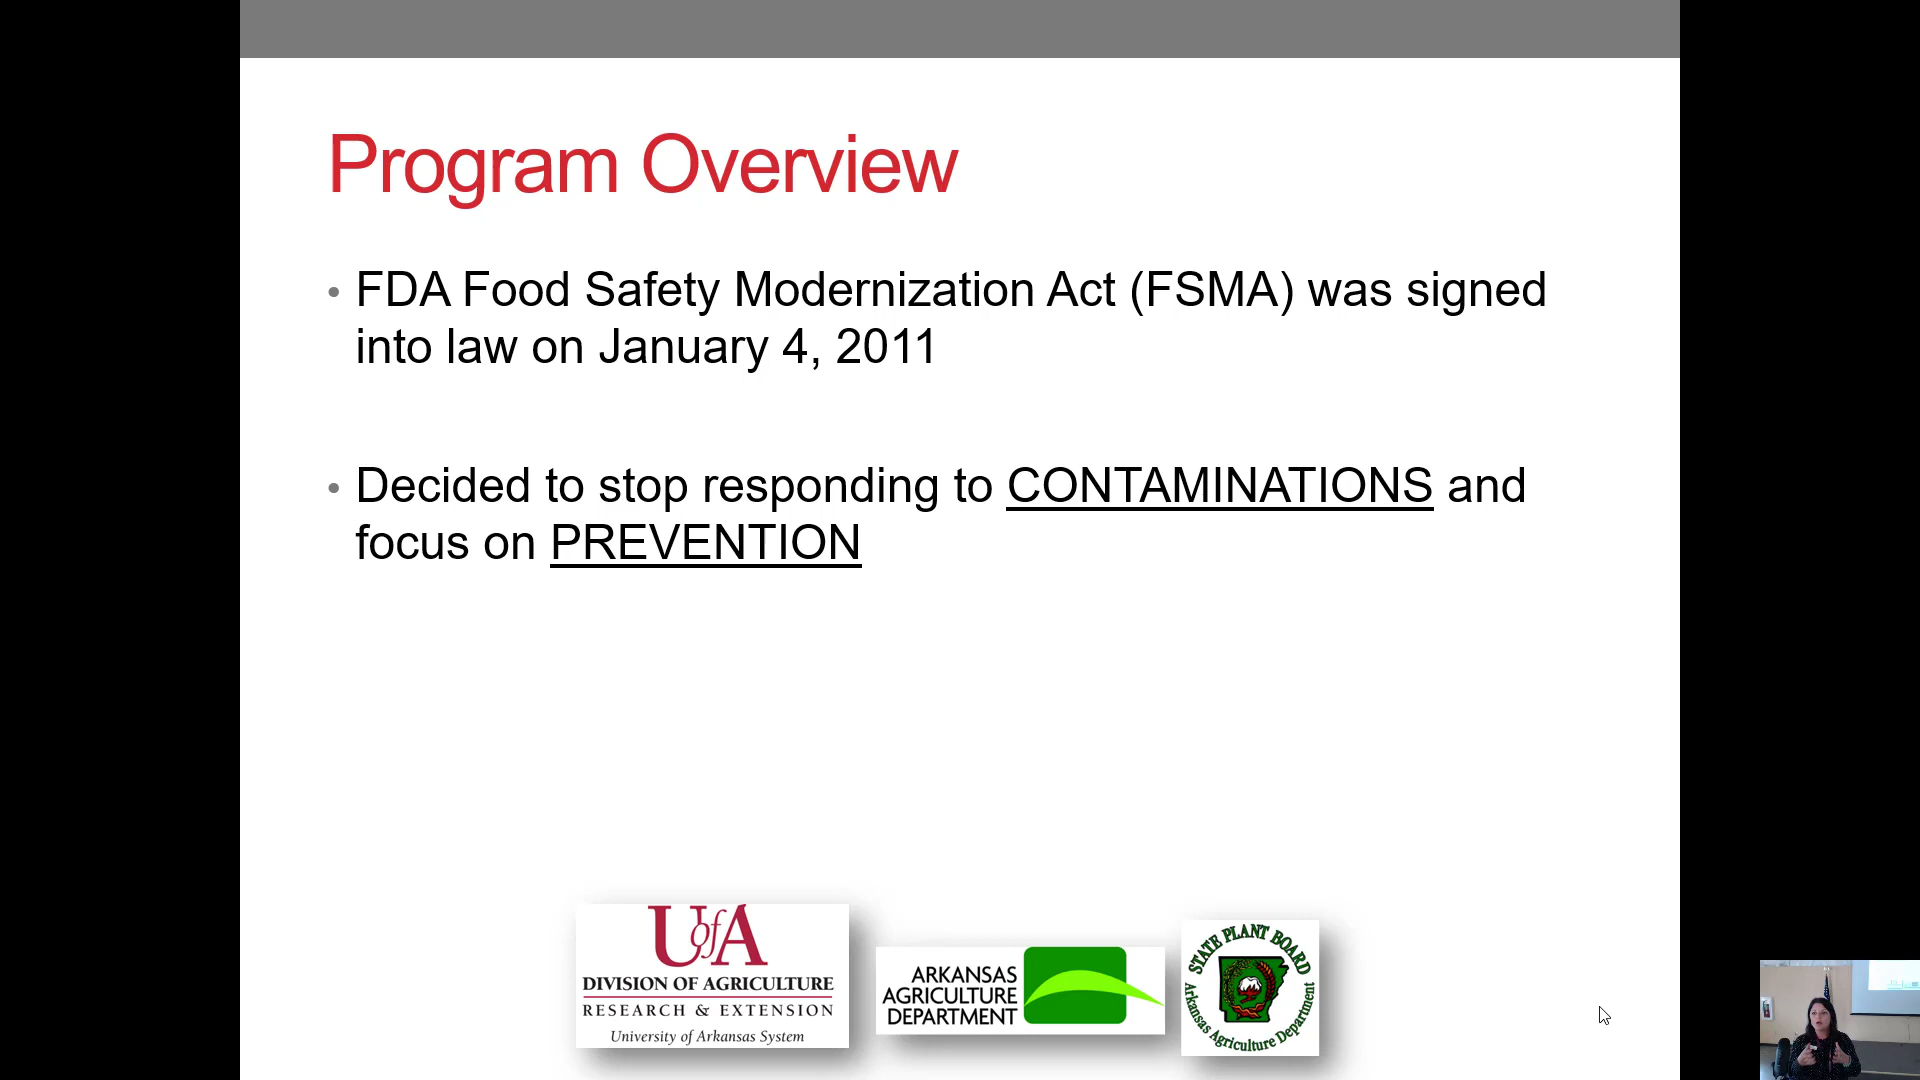 Program Overview
• FDA Food Safety Modernization Act (FSMA) was signed
into law on January 4, 2011
• Decided to stop responding to CONTAMINATIONS and
focus on PREVENTION
UofA
DIVISION OF AGRICULTURE
RESEARCH & EXTENSION
University of Arkansas System
ARKANSAS
AGRICULTURE
DEPARTMENT
STATE PLANT BOARD
Arkansas Agriculture Department